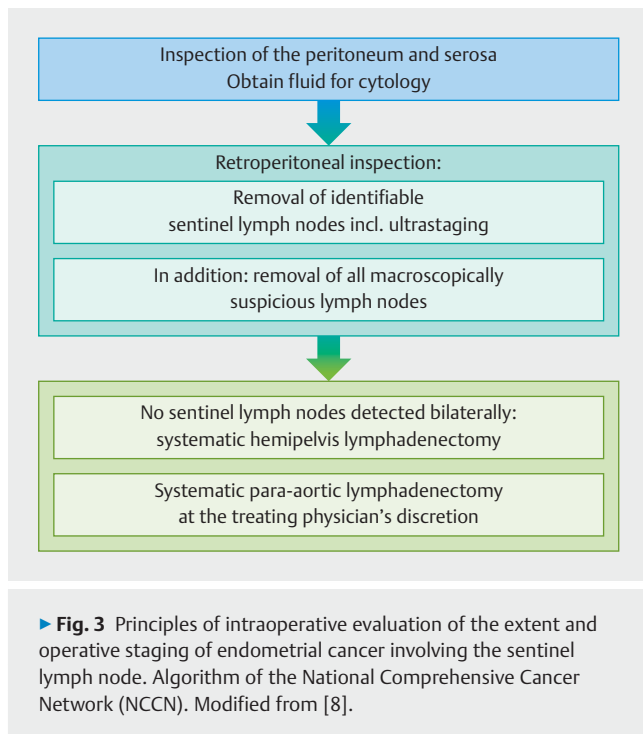 Inspection of the peritoneum and serosa
Obtain fluid for cytology
Retroperitoneal inspection:
Removal of identifiable
sentinel lymph nodes incl. ultrastaging
In addition: removal of all macroscopically
suspicious lymph nodes
No sentinel lymph nodes detected bilaterally:
systematic hemipelvis lymphadenectomy
Systematic para-aortic lymphadenectomy
at the treating physician’s discretion
▶ Fig. 3 Principles of intraoperative evaluation of the extent and
operative staging of endometrial cancer involving the sentinel
lymph node. Algorithm of the National Comprehensive Cancer
Network (NCCN). Modified from [8].